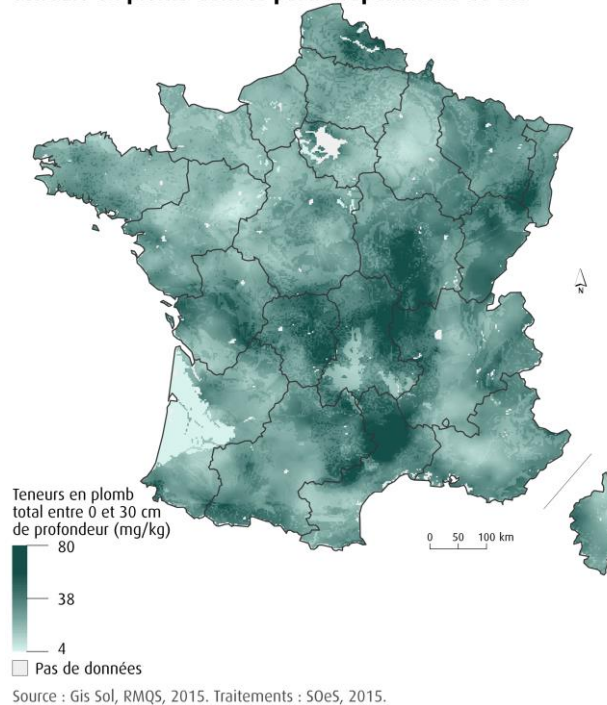 N
Teneurs en plomb
total entre 0 et 30 cm
de profondeur (mg/kg)
80
38
4
0 50 100 km
Pas de données
Source : Gis Sol, RMQS, 2015. Traitements : SOeS, 2015.